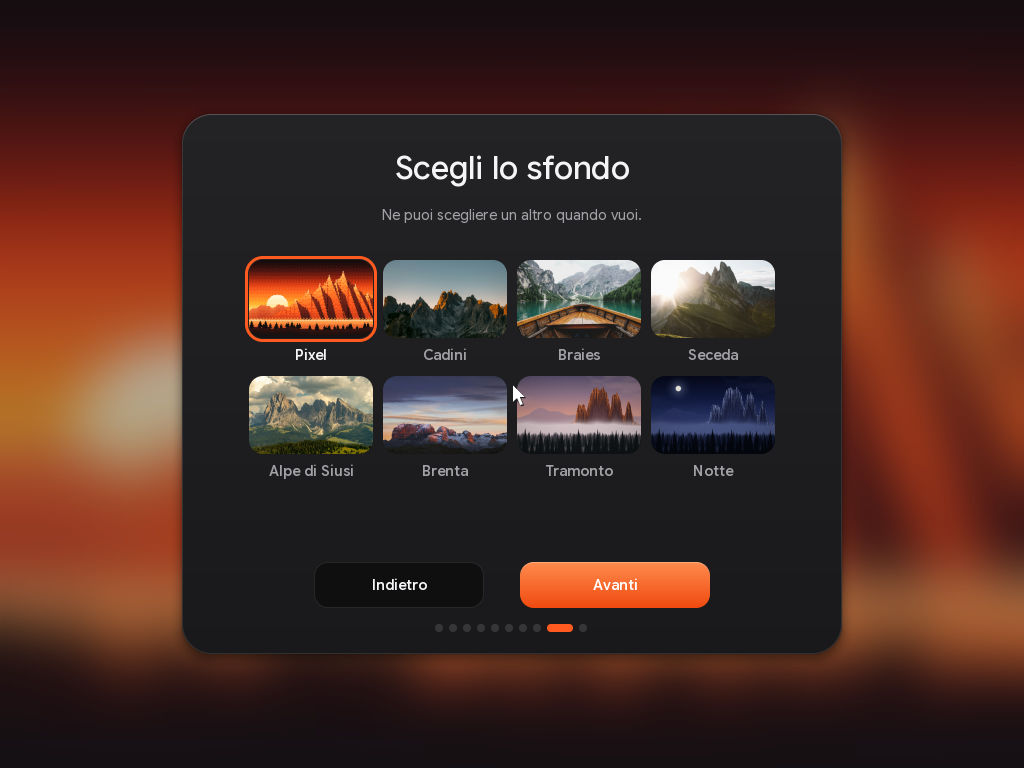 Scegli lo sfondo
Ne puoi scegliere un altro quando vuoi.
Pixel
Cadini
Braies
Seceda
Alpe di Siusi
Brenta
Tramonto
Notte
Indietro
Avanti